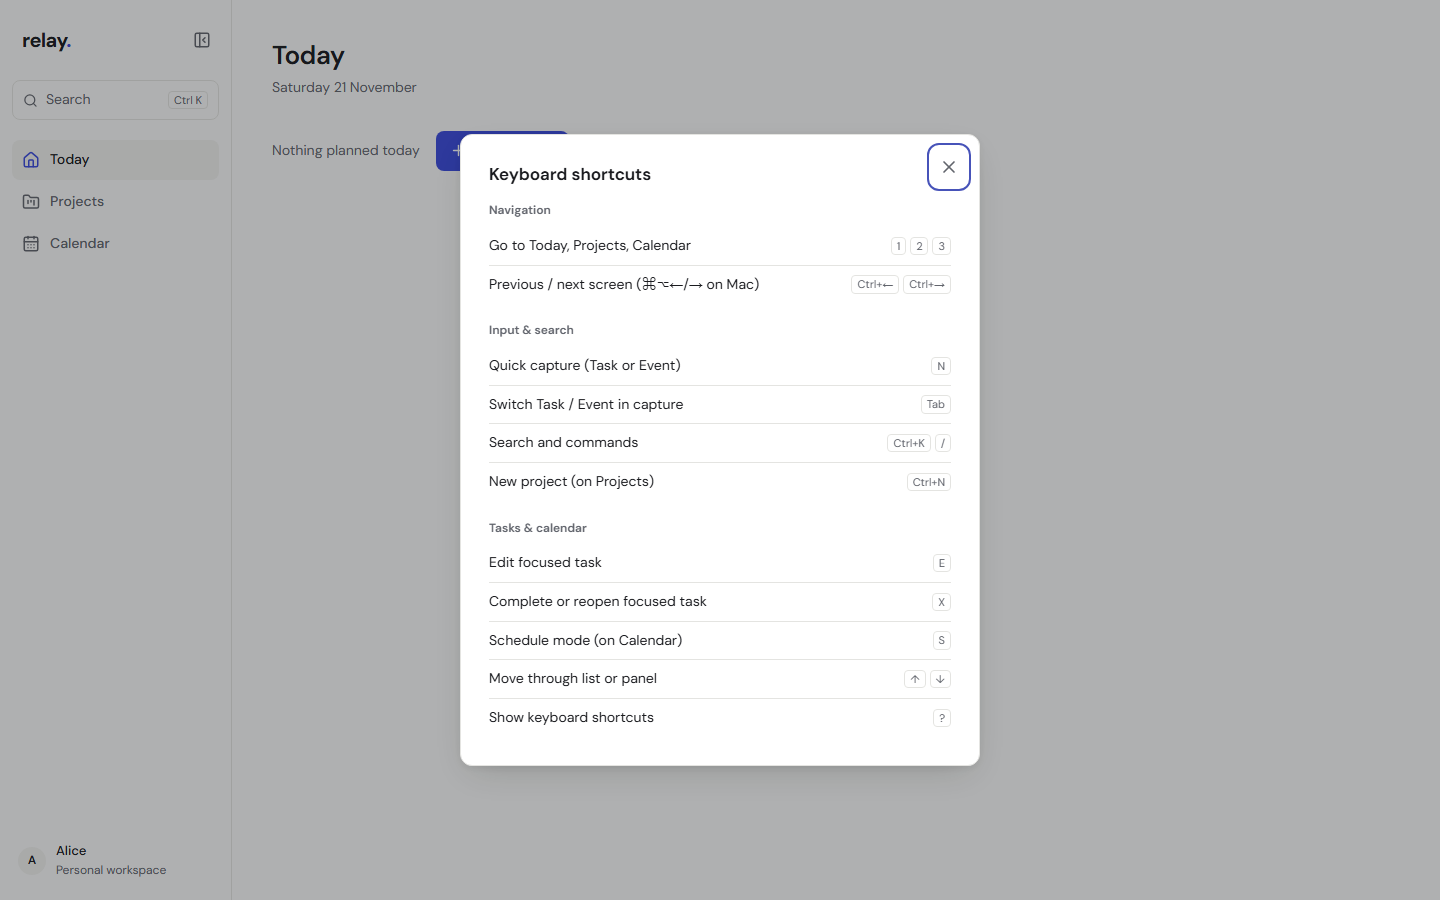 relay.
Search Ctrl K
Today
Projects
Calendar
Alice
A
Personal workspace
Today
Saturday 21 November
Nothing planned today
+
Keyboard shortcuts
Navigation
Go to Today, Projects, Calendar 1 2 3
Previous / next screen (⌘⌥←/→ on Mac) Ctrl+← Ctrl+→
Input & search
Quick capture (Task or Event) N
Switch Task / Event in capture Tab
Search and commands Ctrl+K /
New project (on Projects) Ctrl+N
Tasks & calendar
Edit focused task E
Complete or reopen focused task X
Schedule mode (on Calendar) S
Move through list or panel ↑ ↓
Show keyboard shortcuts ?